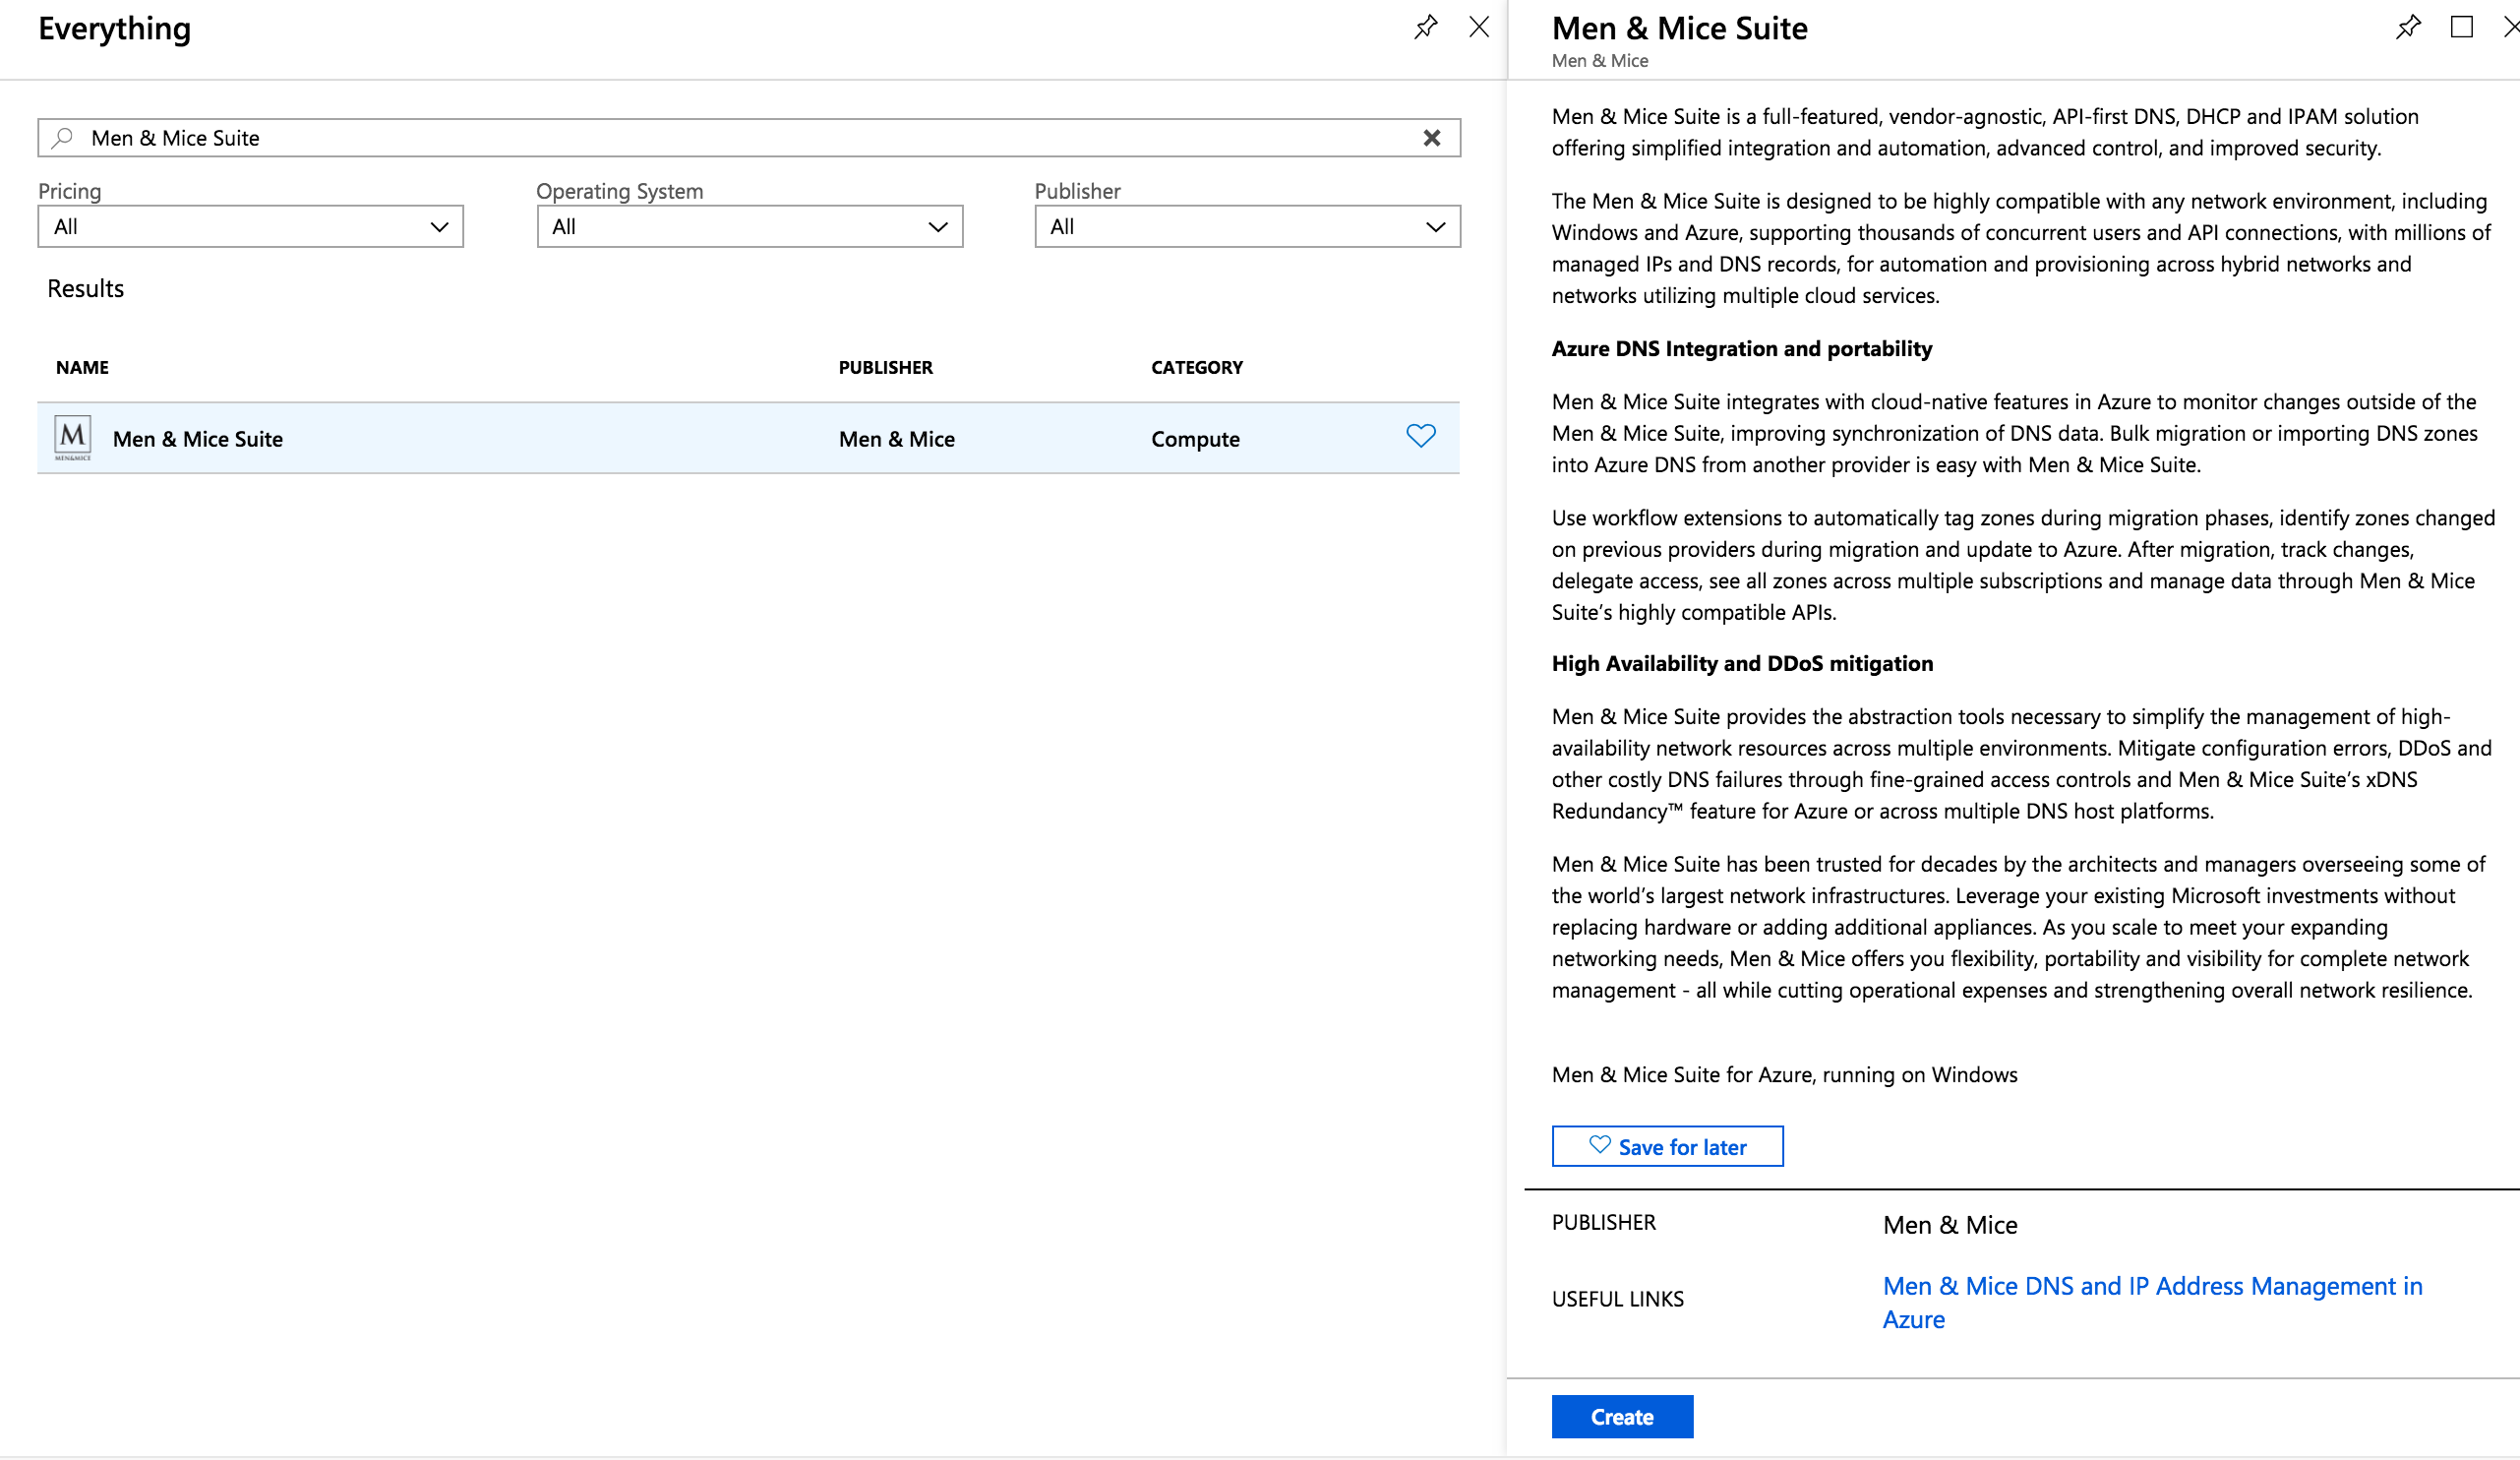 Everything
Men & Mice Suite
Pricing
All
Operating System
All
Publisher
All
Results
NAME
PUBLISHER
CATEGORY
M
MEN&MICE
Men & Mice Suite
Men & Mice
Compute
Men & Mice Suite
Men & Mice
Men & Mice Suite is a full-featured, vendor-agnostic, API-first DNS, DHCP and IPAM solution
offering simplified integration and automation, advanced control, and improved security.
The Men & Mice Suite is designed to be highly compatible with any network environment, including
Windows and Azure, supporting thousands of concurrent users and API connections, with millions of
managed IPs and DNS records, for automation and provisioning across hybrid networks and
networks utilizing multiple cloud services.
Azure DNS Integration and portability
Men & Mice Suite integrates with cloud-native features in Azure to monitor changes outside of the
Men & Mice Suite, improving synchronization of DNS data. Bulk migration or importing DNS zones
into Azure DNS from another provider is easy with Men & Mice Suite.
Use workflow extensions to automatically tag zones during migration phases, identify zones changed
on previous providers during migration and update to Azure. After migration, track changes,
delegate access, see all zones across multiple subscriptions and manage data through Men & Mice
Suite’s highly compatible APIs.
High Availability and DDoS mitigation
Men & Mice Suite provides the abstraction tools necessary to simplify the management of high-
availability network resources across multiple environments. Mitigate configuration errors, DDoS and
other costly DNS failures through fine-grained access controls and Men & Mice Suite’s xDNS
Redundancy™ feature for Azure or across multiple DNS host platforms.
Men & Mice Suite has been trusted for decades by the architects and managers overseeing some of
the world’s largest network infrastructures. Leverage your existing Microsoft investments without
replacing hardware or adding additional appliances. As you scale to meet your expanding
networking needs, Men & Mice offers you flexibility, portability and visibility for complete network
management - all while cutting operational expenses and strengthening overall network resilience.
Men & Mice Suite for Azure, running on Windows
Save for later
PUBLISHER
Men & Mice
USEFUL LINKS
Men & Mice DNS and IP Address Management in
Azure
Create